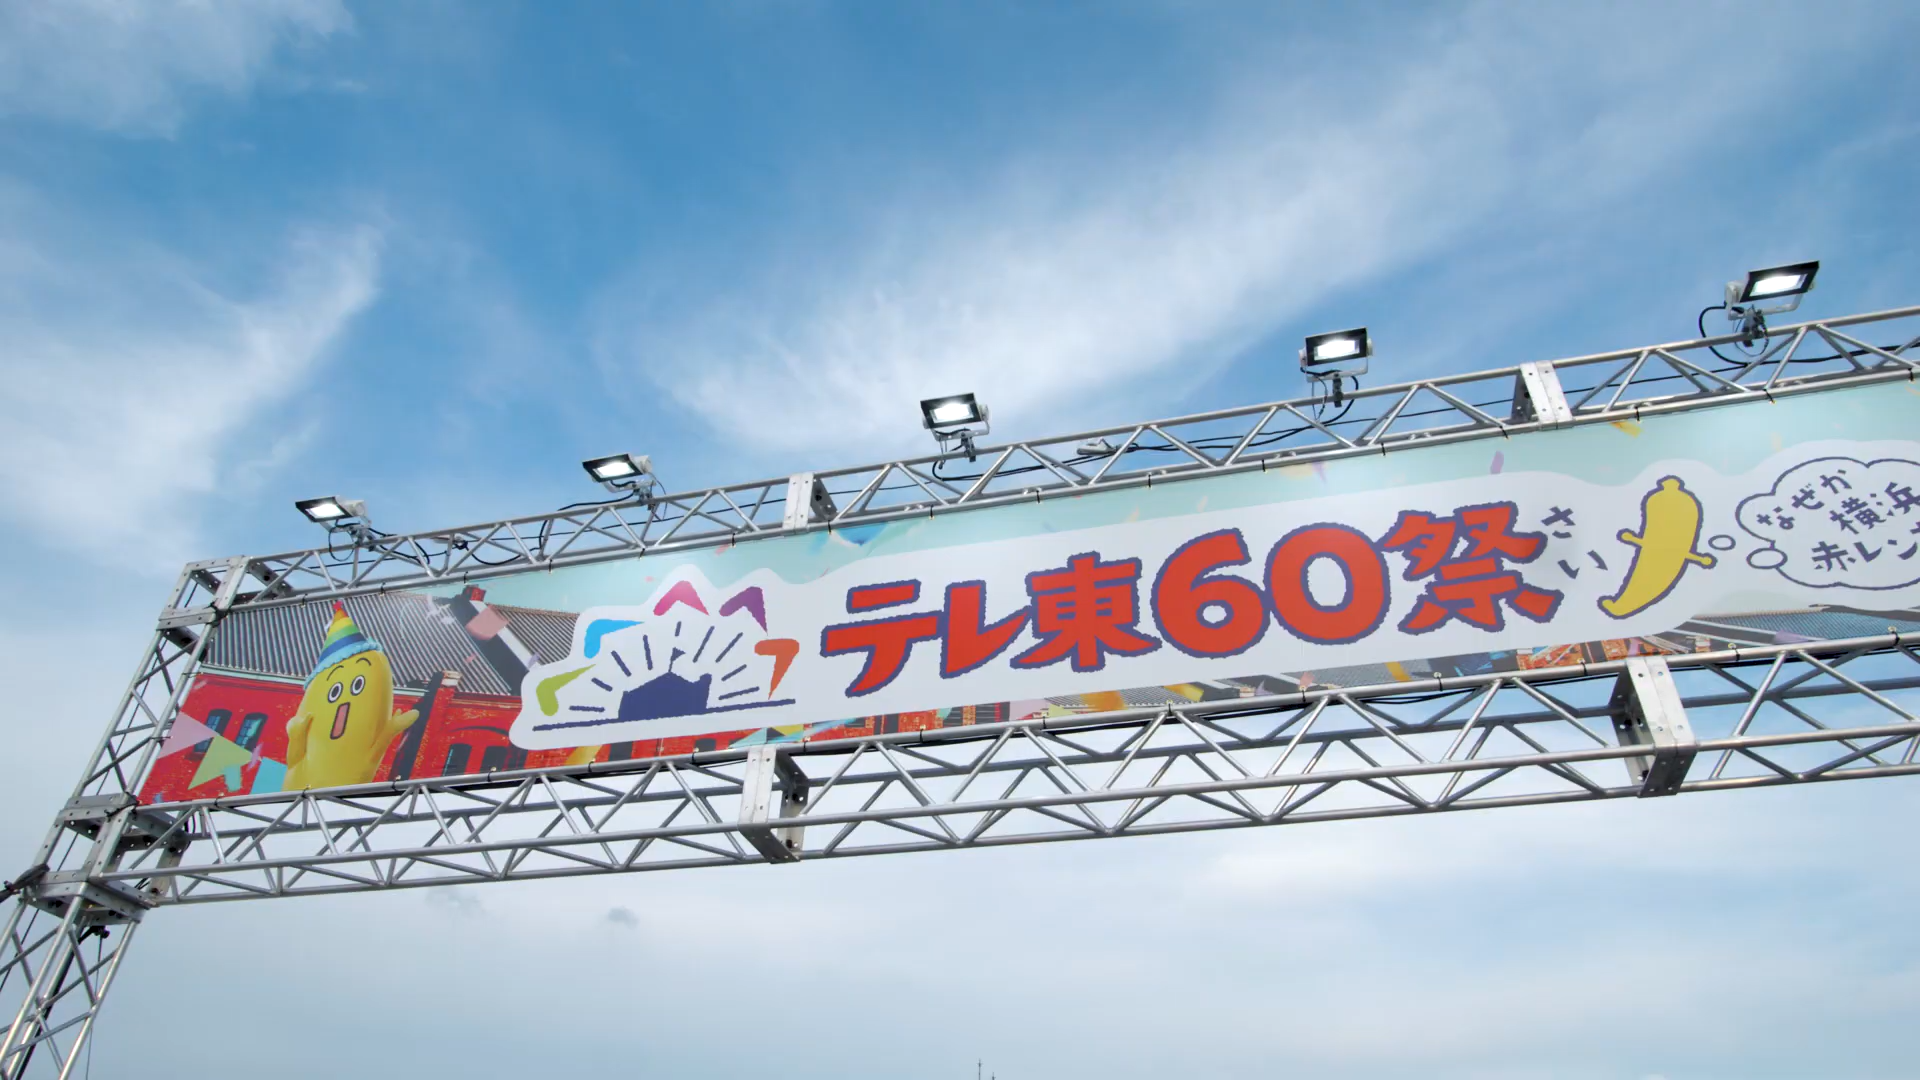 テレ東60祭
さい
なぜか
横浜
赤レン